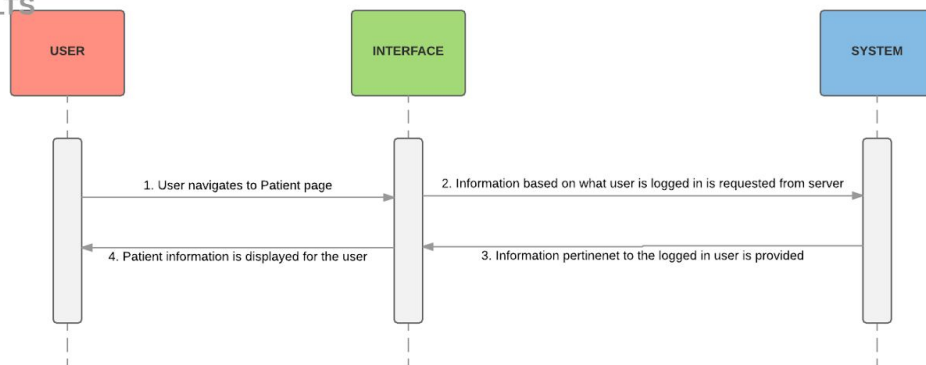 USER
INTERFACE
SYSTEM
1. User navigates to Patient page
2. Information based on what user is logged in is requested from server
4. Patient information is displayed for the user
3. Information pertinenet to the logged in user is provided